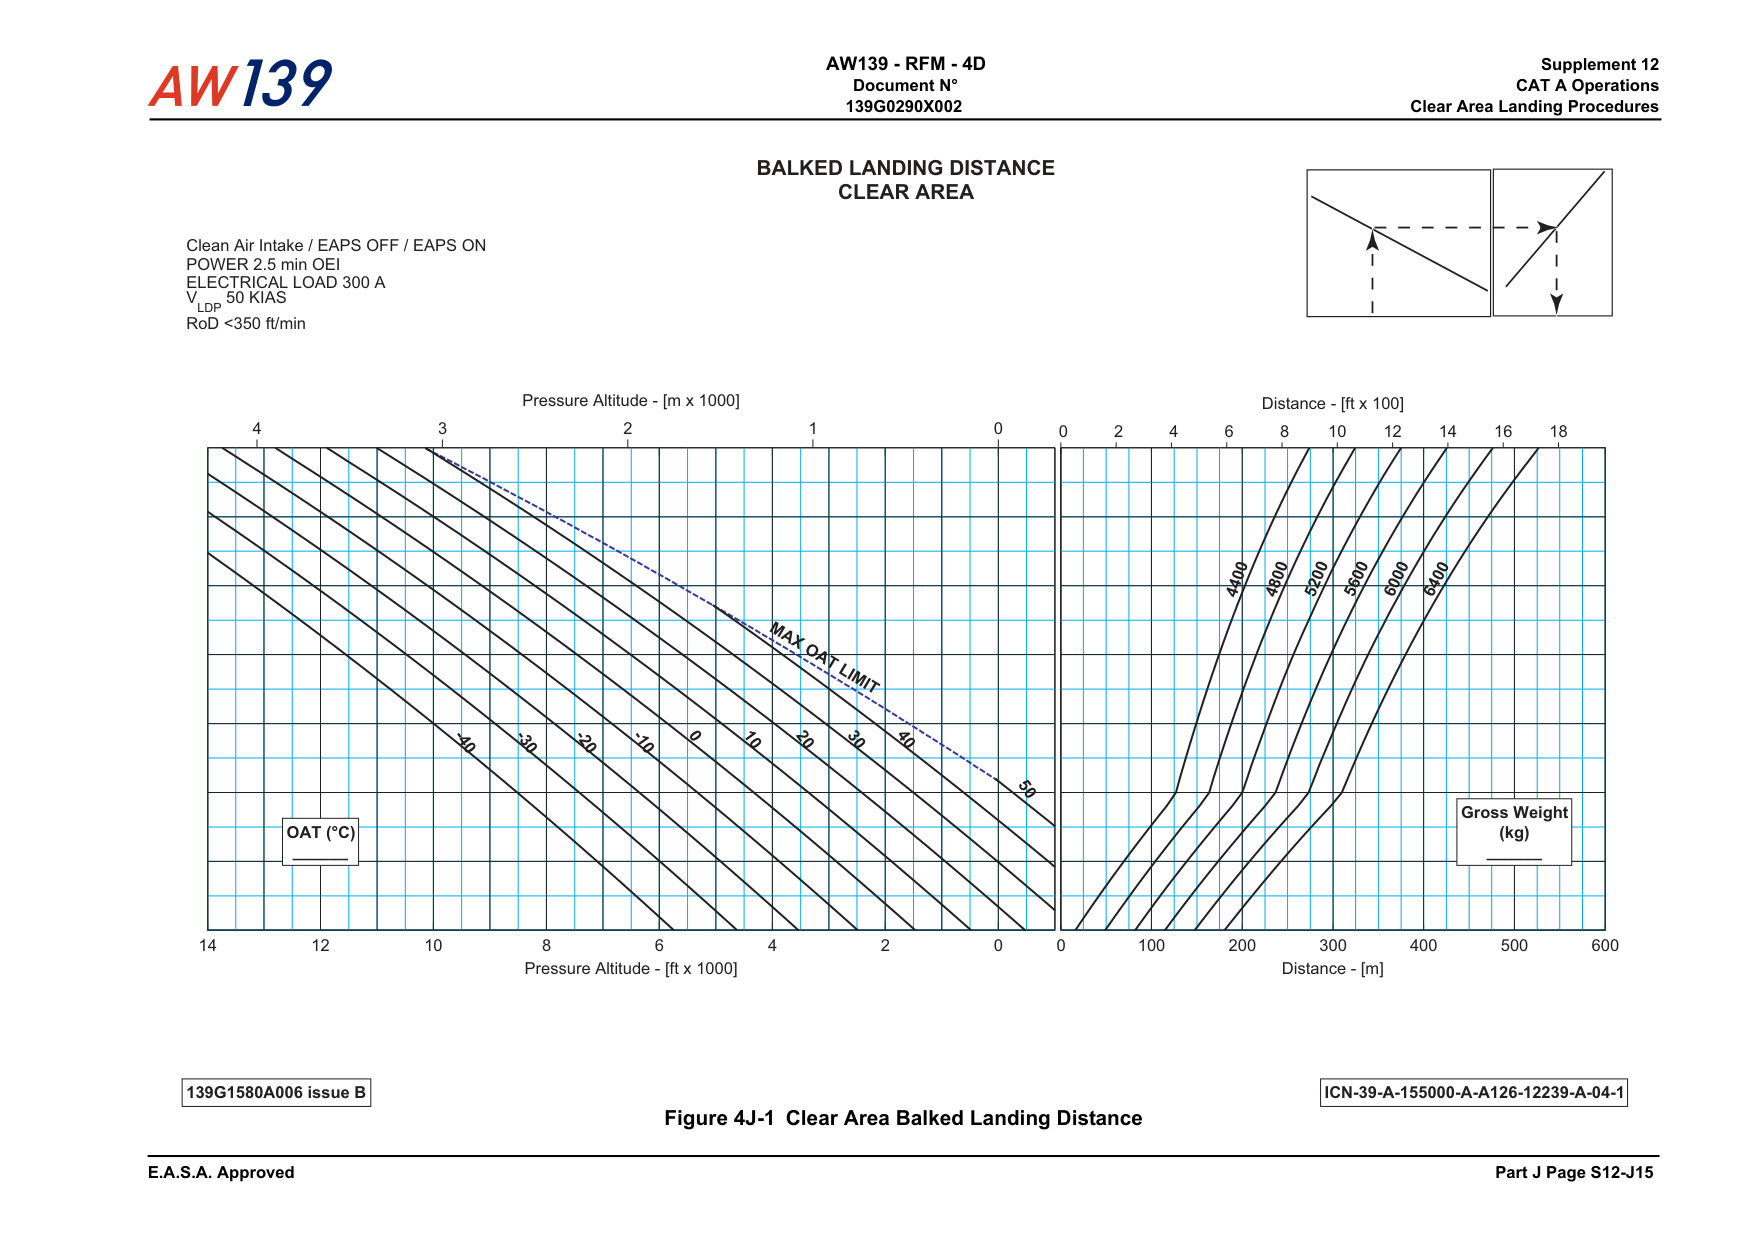 AW139
AW139 - RFM - 4D
Document N°
139G0290X002
Supplement 12
CAT A Operations
Clear Area Landing Procedures
BALKED LANDING DISTANCE
CLEAR AREA
Clean Air Intake / EAPS OFF / EAPS ON
POWER 2.5 min OEI
ELECTRICAL LOAD 300 A
VLDP 50 KIAS
RoD <350 ft/min
Pressure Altitude - [m x 1000]
4 3 2 1 0
Distance - [ft x 100]
0 2 4 6 8 10 12 14 16 18
MAX OAT LIMIT
-40 -30 -20 -10 0 10 20 30 40 50
4400 4800 5200 5600 6000 6400
OAT (°C)
Gross Weight
(kg)
14 12 10 8 6 4 2 0
Pressure Altitude - [ft x 1000]
0 100 200 300 400 500 600
Distance - [m]
139G1580A006 issue B
ICN-39-A-155000-A-A126-12239-A-04-1
Figure 4J-1 Clear Area Balked Landing Distance
E.A.S.A. Approved
Part J Page S12-J15